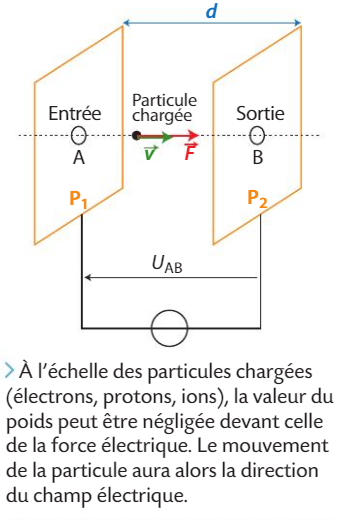 d
Entrée
Particule
chargée
Sortie
A
v
F
B
P₁
P₂
U_AB
> À l'échelle des particules chargées
(électrons, protons, ions), la valeur du
poids peut être négligée devant celle
de la force électrique. Le mouvement
de la particule aura alors la direction
du champ électrique.